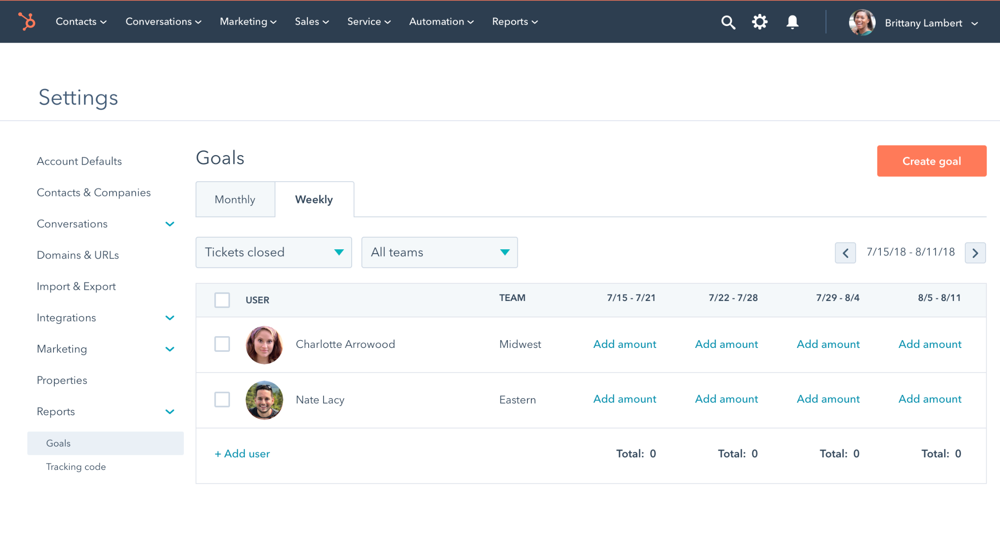 Contacts Conversations Marketing Sales Service Automation Reports Brittany Lambert
Settings
Account Defaults
Contacts & Companies
Conversations
Domains & URLs
Import & Export
Integrations
Marketing
Properties
Reports
Goals
Tracking code
Goals
Create goal
Monthly Weekly
Tickets closed All teams 7/15/18 - 8/11/18
USER TEAM 7/15 - 7/21 7/22 - 7/28 7/29 - 8/4 8/5 - 8/11
Charlotte Arrowood Midwest Add amount Add amount Add amount Add amount
Nate Lacy Eastern Add amount Add amount Add amount Add amount
+ Add user Total: 0 Total: 0 Total: 0 Total: 0